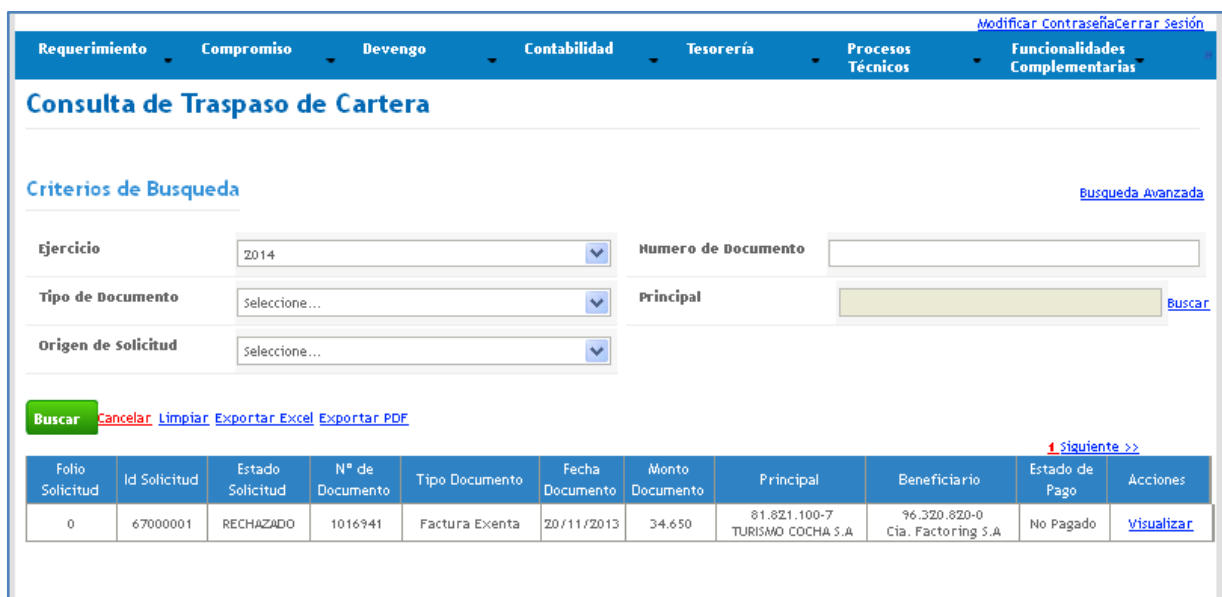 Modificar ContraseñaCerrar Sesión
Requerimiento Compromiso Devengo Contabilidad Tesorería Procesos Técnicos Funcionalidades Complementarias
Consulta de Traspaso de Cartera
Criterios de Busqueda
Busqueda Avanzada
Ejercicio 2014 Numero de Documento
Tipo de Documento Seleccione... Principal Buscar
Origen de Solicitud Seleccione...
Buscar Cancelar Limpiar Exportar Excel Exportar PDF
1 Siguiente >>
Folio Solicitud Id Solicitud Estado Solicitud N° de Documento Tipo Documento Fecha Documento Monto Documento Principal Beneficiario Estado de Pago Acciones
0 67000001 RECHAZADO 1016941 Factura Exenta 20/11/2013 34.650 81.821.100-7 TURISMO COCHA S.A 96.320.820-0 Cia. Factoring S.A No Pagado Visualizar